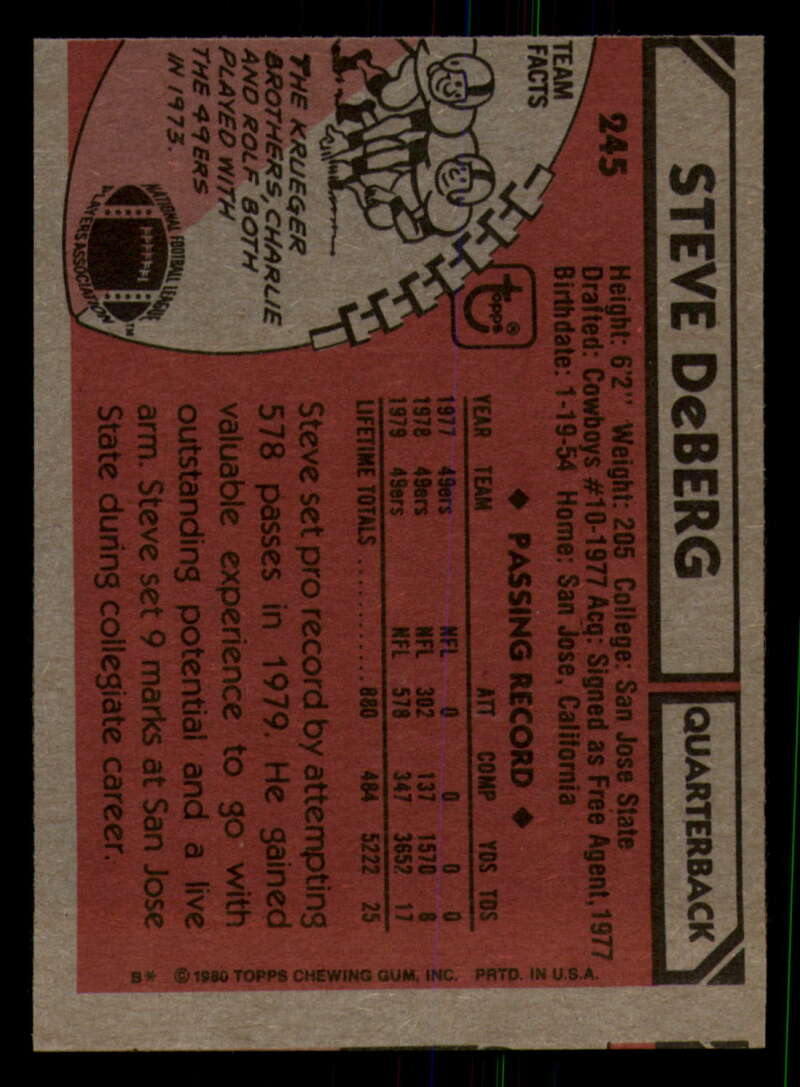 STEVE DeBERG
QUARTERBACK
245
Height: 6'2" Weight: 205 College: San Jose State
Drafted: Cowboys #10-1977 Acq: Signed as Free Agent, 1977
Birthdate: 1-19-54 Home: San Jose, California
TEAM
FACTS
THE KRUEGER
BROTHERS, CHARLIE
AND ROLF, BOTH
PLAYED WITH
THE 49ERS
IN 1973.
NATIONAL FOOTBALL LEAGUE
PLAYERS ASSOCIATION
TM
topps®
◆ PASSING RECORD ◆
YEAR TEAM ATT COMP YDS TDS
1977 49ers NFL 0 0 0 0
1978 49ers NFL 302 137 1570 8
1979 49ers NFL 578 347 3652 17
LIFETIME TOTALS ............ 880 484 5222 25
Steve set pro record by attempting
578 passes in 1979. He gained
valuable experience to go with
outstanding potential and a live
arm. Steve set 9 marks at San Jose
State during collegiate career.
B* © 1980 TOPPS CHEWING GUM, INC. PRTD. IN U.S.A.